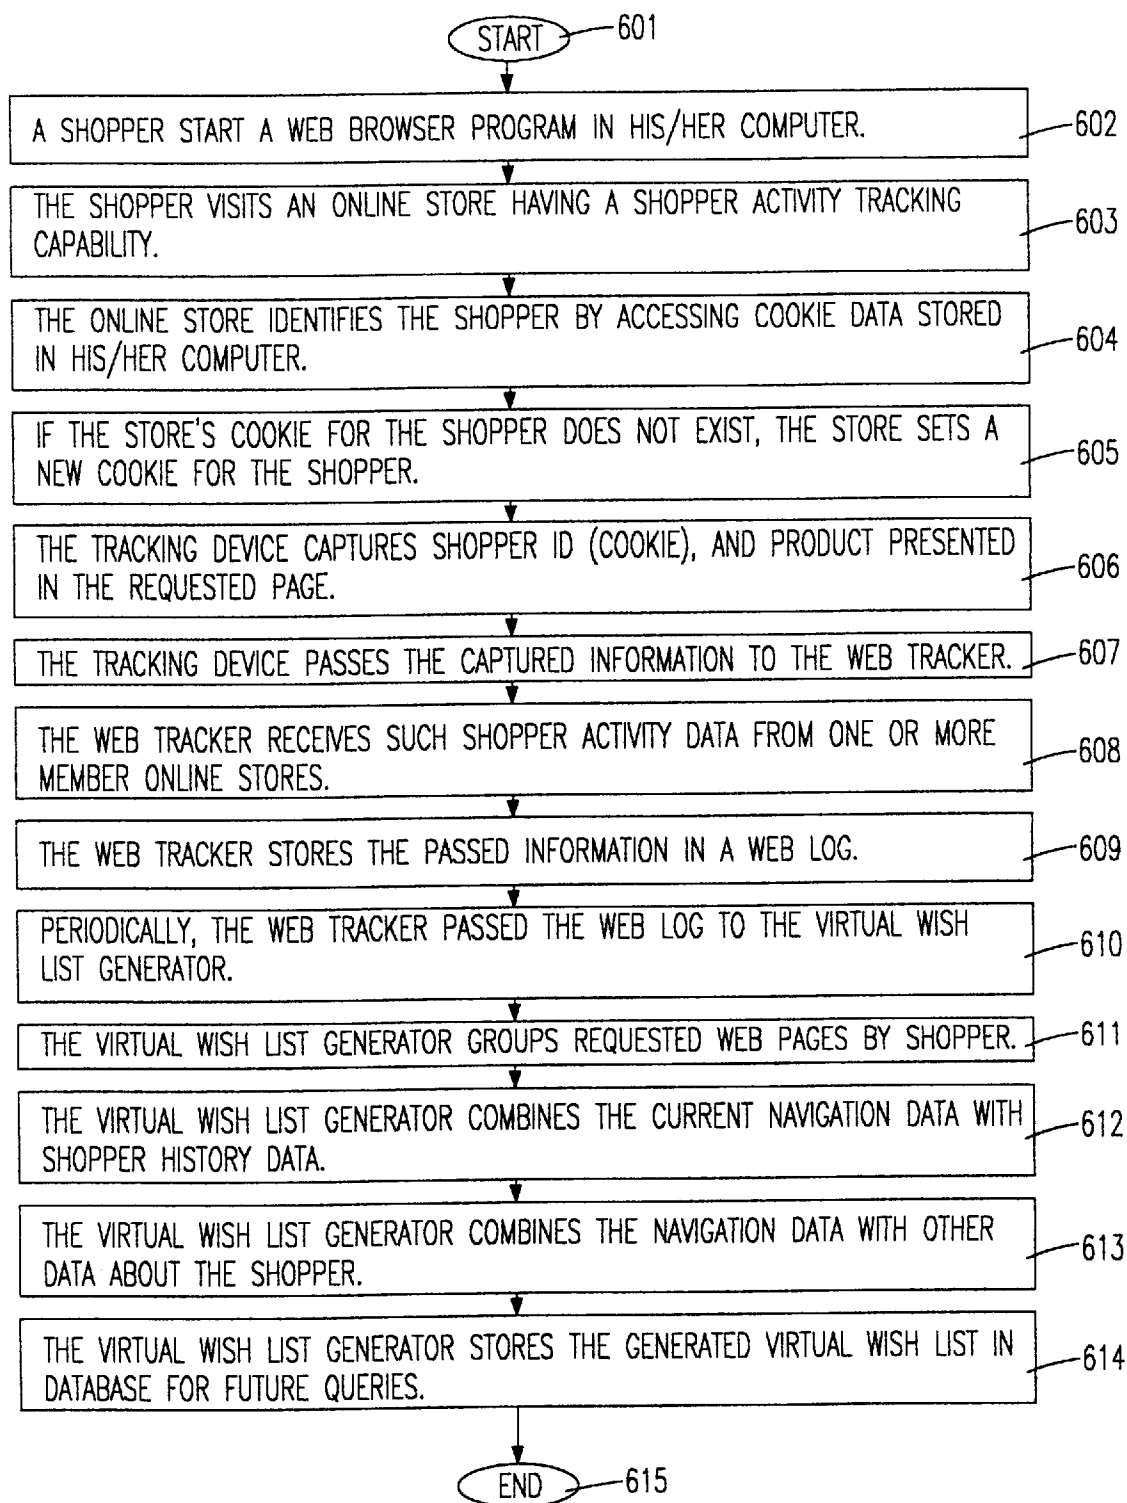 START 601
A SHOPPER START A WEB BROWSER PROGRAM IN HIS/HER COMPUTER. 602
THE SHOPPER VISITS AN ONLINE STORE HAVING A SHOPPER ACTIVITY TRACKING
CAPABILITY. 603
THE ONLINE STORE IDENTIFIES THE SHOPPER BY ACCESSING COOKIE DATA STORED
IN HIS/HER COMPUTER. 604
IF THE STORE'S COOKIE FOR THE SHOPPER DOES NOT EXIST, THE STORE SETS A
NEW COOKIE FOR THE SHOPPER. 605
THE TRACKING DEVICE CAPTURES SHOPPER ID (COOKIE), AND PRODUCT PRESENTED
IN THE REQUESTED PAGE. 606
THE TRACKING DEVICE PASSES THE CAPTURED INFORMATION TO THE WEB TRACKER. 607
THE WEB TRACKER RECEIVES SUCH SHOPPER ACTIVITY DATA FROM ONE OR MORE
MEMBER ONLINE STORES. 608
THE WEB TRACKER STORES THE PASSED INFORMATION IN A WEB LOG. 609
PERIODICALLY, THE WEB TRACKER PASSED THE WEB LOG TO THE VIRTUAL WISH
LIST GENERATOR. 610
THE VIRTUAL WISH LIST GENERATOR GROUPS REQUESTED WEB PAGES BY SHOPPER. 611
THE VIRTUAL WISH LIST GENERATOR COMBINES THE CURRENT NAVIGATION DATA WITH
SHOPPER HISTORY DATA. 612
THE VIRTUAL WISH LIST GENERATOR COMBINES THE NAVIGATION DATA WITH OTHER
DATA ABOUT THE SHOPPER. 613
THE VIRTUAL WISH LIST GENERATOR STORES THE GENERATED VIRTUAL WISH LIST IN
DATABASE FOR FUTURE QUERIES. 614
END 615